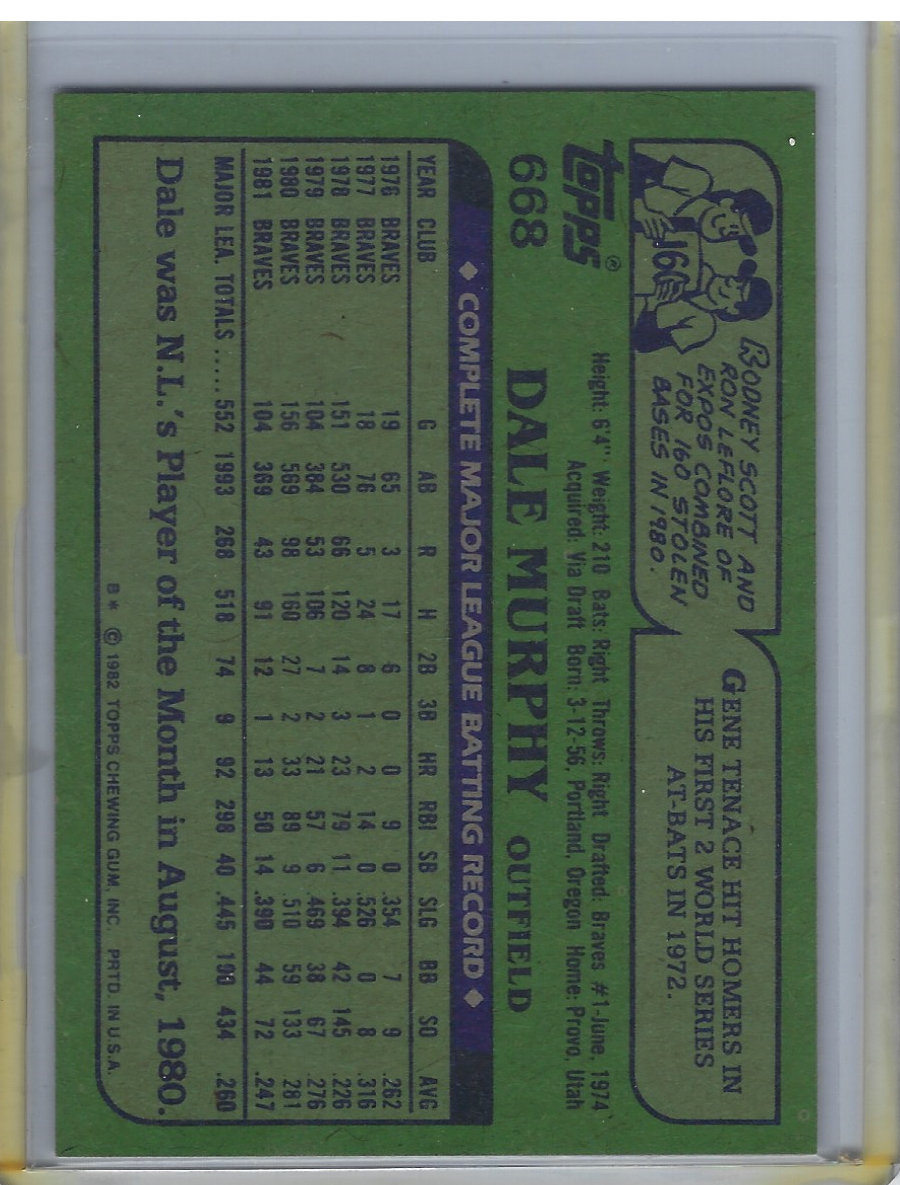 160
RODNEY SCOTT AND
RON LEFLORE OF
EXPOS COMBINED
FOR 160 STOLEN
BASES IN 1980.
GENE TENACE HIT HOMERS IN
HIS FIRST 2 WORLD SERIES
AT-BATS IN 1972.
topps®
Height: 6'4" Weight: 210 Bats: Right Throws: Right Drafted: Braves #1-June, 1974
Acquired: Via Draft Born: 3-12-56, Portland, Oregon Home: Provo, Utah
668 DALE MURPHY OUTFIELD
◆ COMPLETE MAJOR LEAGUE BATTING RECORD ◆
YEAR CLUB G AB R H 2B 3B HR RBI SB SLG BB SO AVG
1976 BRAVES 19 65 3 17 6 0 0 9 0 .354 7 9 .262
1977 BRAVES 18 76 5 24 8 1 2 14 0 .526 0 8 .316
1978 BRAVES 151 530 66 120 14 3 23 79 11 .394 42 145 .226
1979 BRAVES 104 384 53 106 7 2 21 57 6 .469 38 67 .276
1980 BRAVES 156 569 98 160 27 2 33 89 9 .510 59 133 .281
1981 BRAVES 104 369 43 91 12 1 13 50 14 .390 44 72 .247
MAJOR LEA. TOTALS ..... 552 1993 268 518 74 9 92 298 40 .445 190 434 .260
Dale was N.L.'s Player of the Month in August, 1980.
B* © 1982 TOPPS CHEWING GUM, INC. PRTD. IN U.S.A.